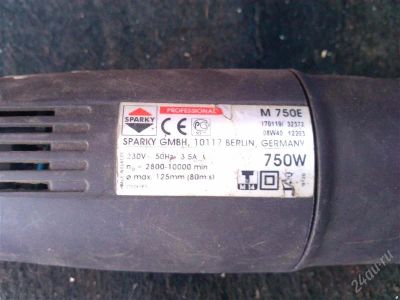 SPARKY
PROFESSIONAL
M 750E
CE
SPARKY GMBH, 10117 BERLIN, GERMANY
230V~ 50Hz 3.5A
750W
n₀ = 2800-10000 min
ø max. 125mm (80m/s)
T
M 14
24au.ru